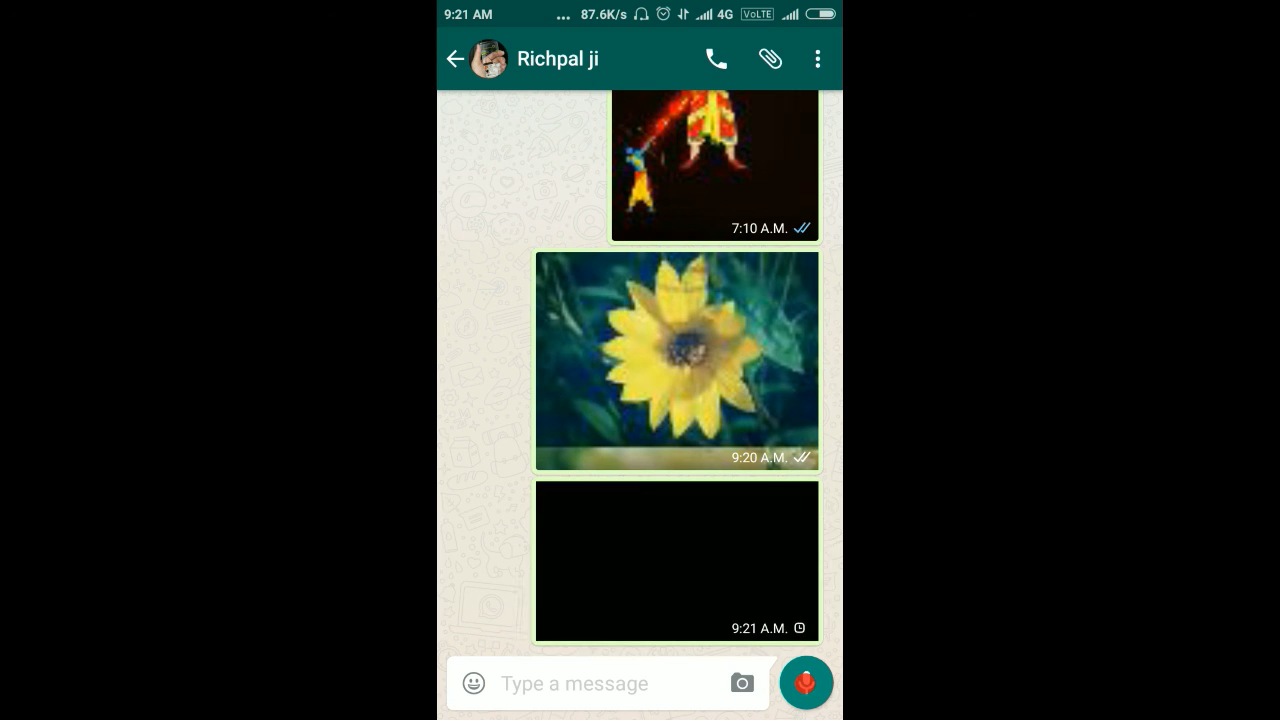 9:21 AM ... 87.6K/s 4G VoLTE
Richpal ji
7:10 A.M.
9:20 A.M.
9:21 A.M.
Type a message